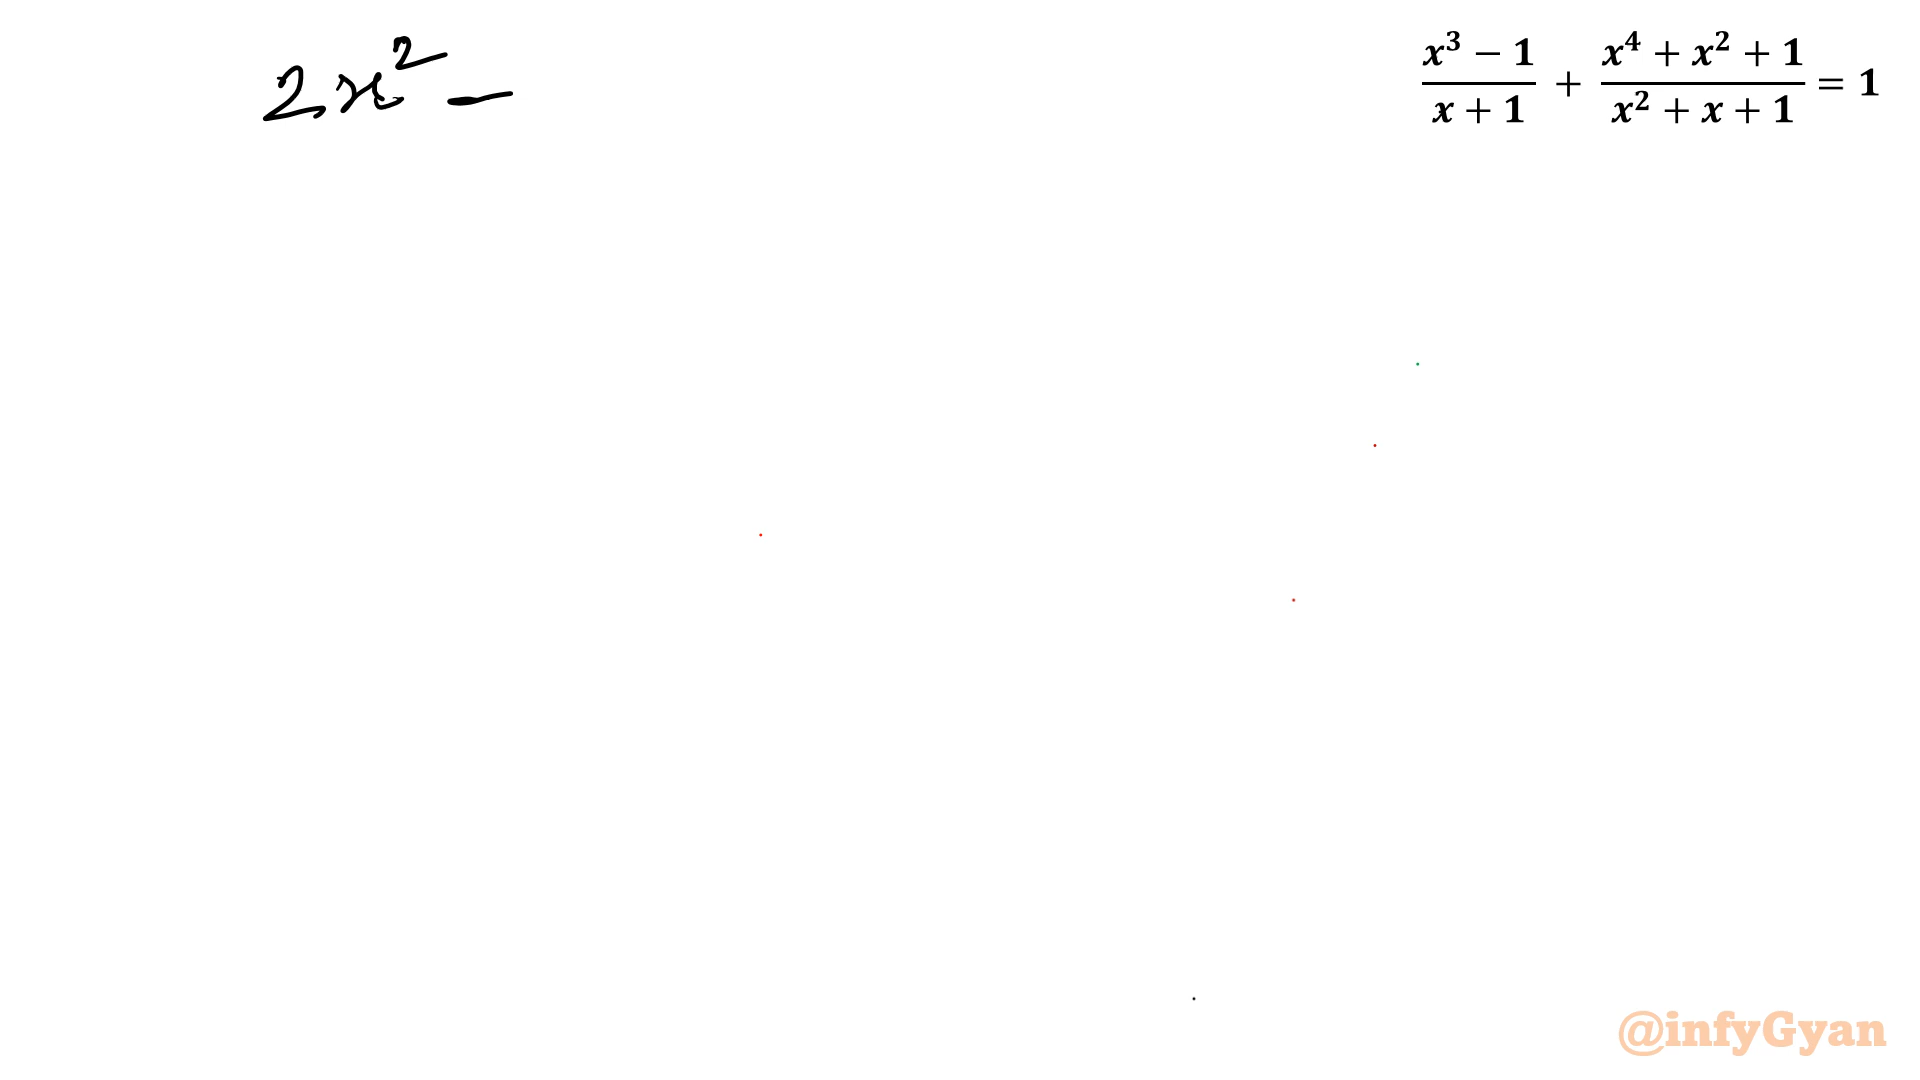 2x² −
x³ − 1 / x + 1 + x⁴ + x² + 1 / x² + x + 1 = 1
@infyGyan